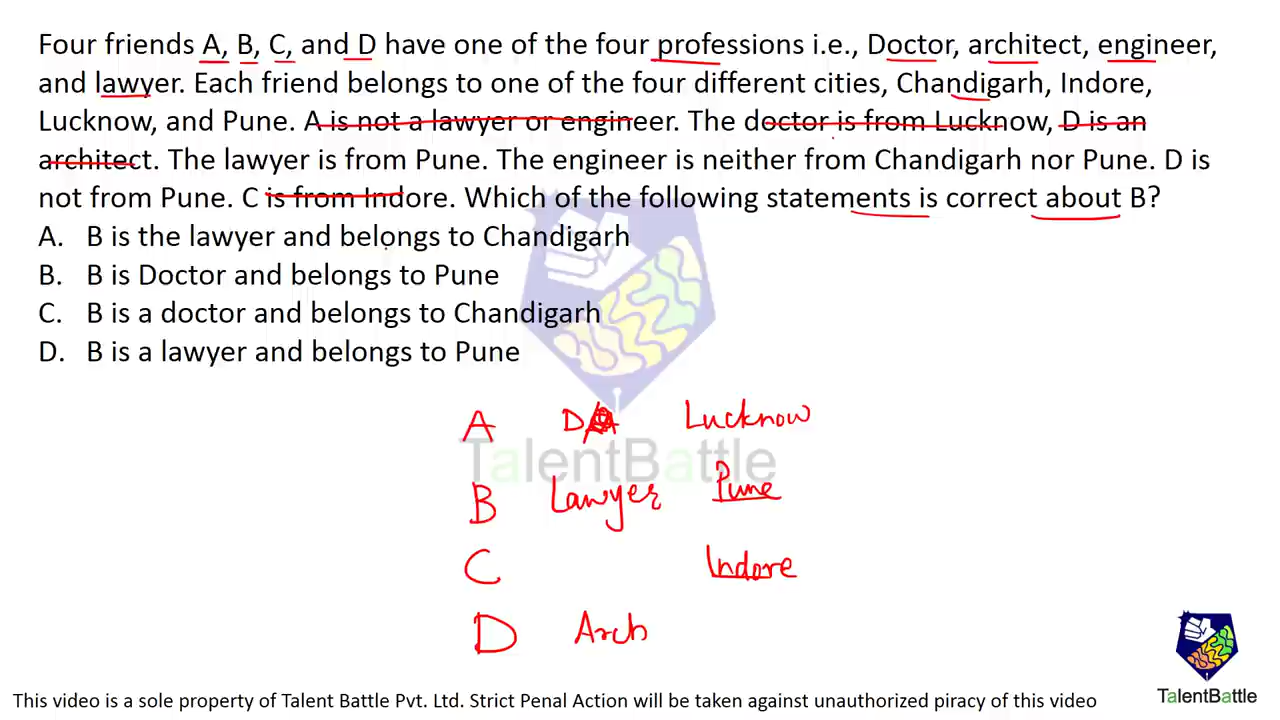 Four friends A, B, C, and D have one of the four professions i.e., Doctor, architect, engineer,
and lawyer. Each friend belongs to one of the four different cities, Chandigarh, Indore,
Lucknow, and Pune. A is not a lawyer or engineer. The doctor is from Lucknow, D is an
architect. The lawyer is from Pune. The engineer is neither from Chandigarh nor Pune. D is
not from Pune. C is from Indore. Which of the following statements is correct about B?
A. B is the lawyer and belongs to Chandigarh
B. B is Doctor and belongs to Pune
C. B is a doctor and belongs to Chandigarh
D. B is a lawyer and belongs to Pune
A D Lucknow
TalentBattle
B Lawyer Pune
C Indore
D Arch
TalentBattle
This video is a sole property of Talent Battle Pvt. Ltd. Strict Penal Action will be taken against unauthorized piracy of this video